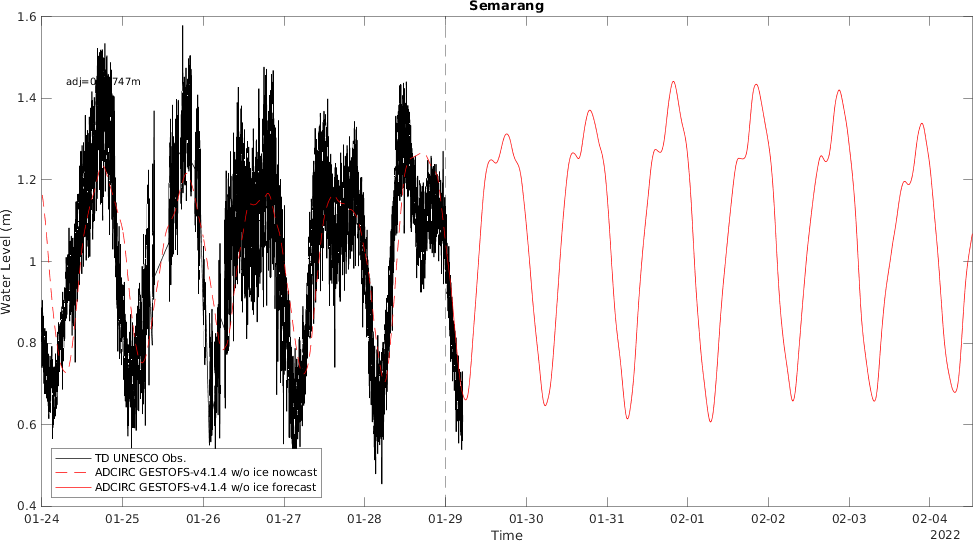 Semarang
1.6
1.4
1.2
1
0.8
0.6
0.4
Water Level (m)
adj=0 747m
TD UNESCO Obs.
ADCIRC GESTOFS-v4.1.4 w/o ice nowcast
ADCIRC GESTOFS-v4.1.4 w/o ice forecast
01-24 01-25 01-26 01-27 01-28 01-29 01-30 01-31 02-01 02-02 02-03 02-04
Time
2022